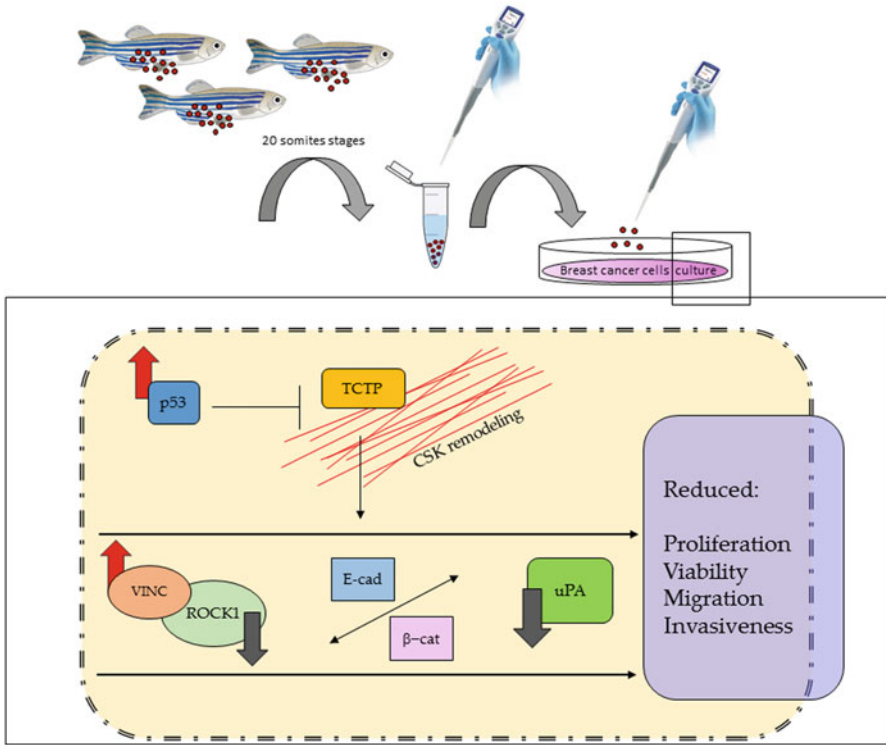 20 somites stages
Breast cancer cells culture
p53
TCTP
CSK remodeling
VINC
ROCK1
E-cad
β-cat
uPA
Reduced:
Proliferation
Viability
Migration
Invasiveness